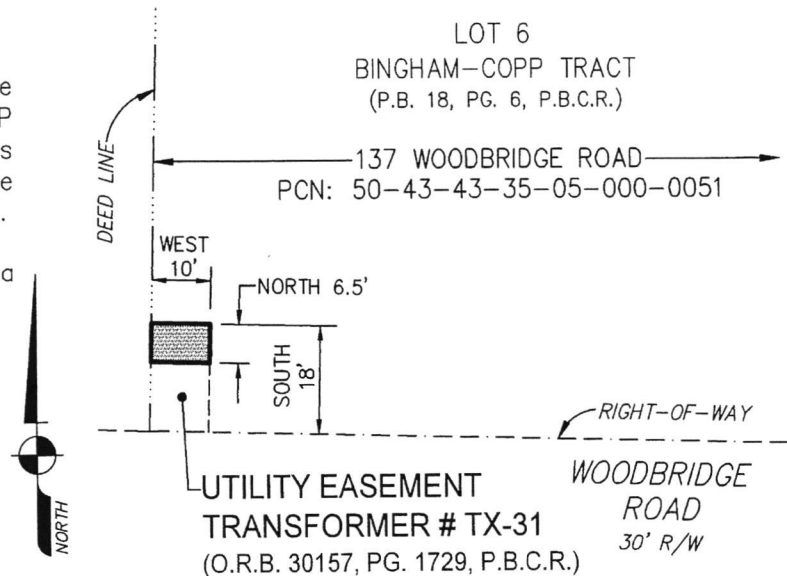 LOT 6
BINGHAM-COPP TRACT
(P.B. 18, PG. 6, P.B.C.R.)
e
P
s
e
.
a
DEED LINE
137 WOODBRIDGE ROAD
PCN: 50-43-43-35-05-000-0051
WEST
10'
NORTH 6.5'
SOUTH
18'
RIGHT-OF-WAY
WOODBRIDGE
ROAD
30' R/W
UTILITY EASEMENT
TRANSFORMER # TX-31
(O.R.B. 30157, PG. 1729, P.B.C.R.)
NORTH